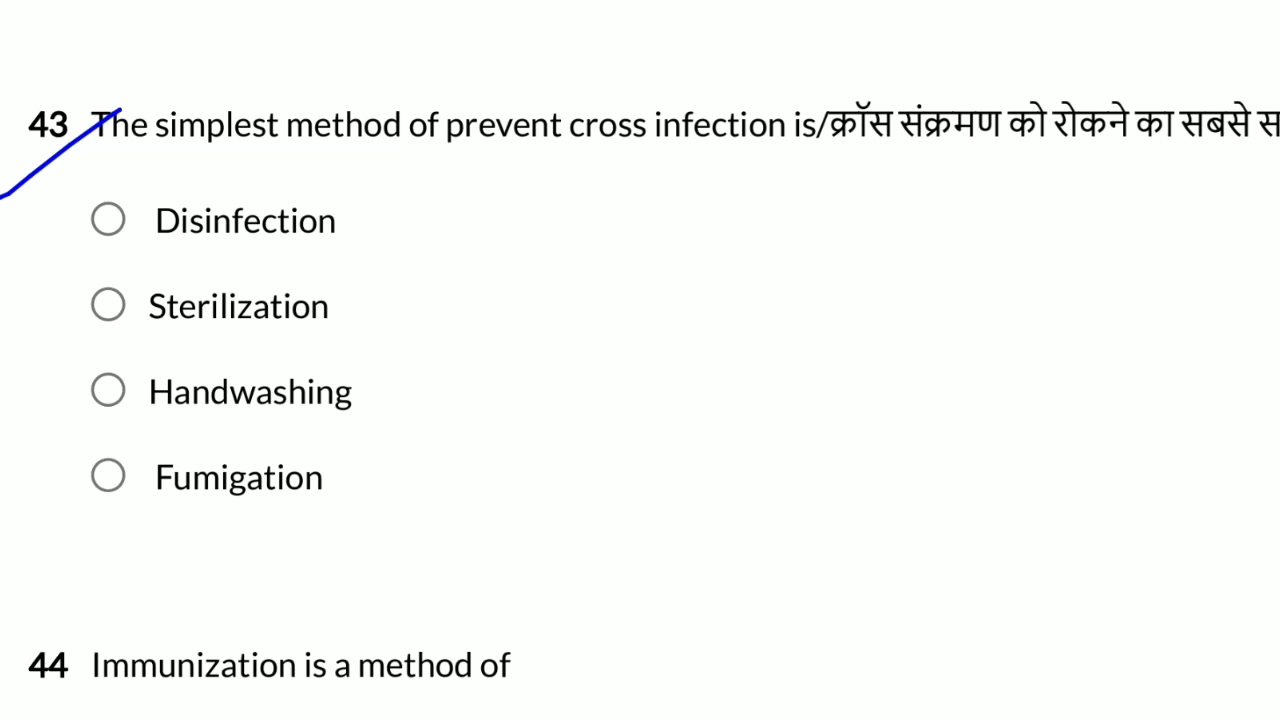 43 The simplest method of prevent cross infection is/क्रॉस संक्रमण को रोकने का सबसे स
Disinfection
Sterilization
Handwashing
Fumigation
44 Immunization is a method of